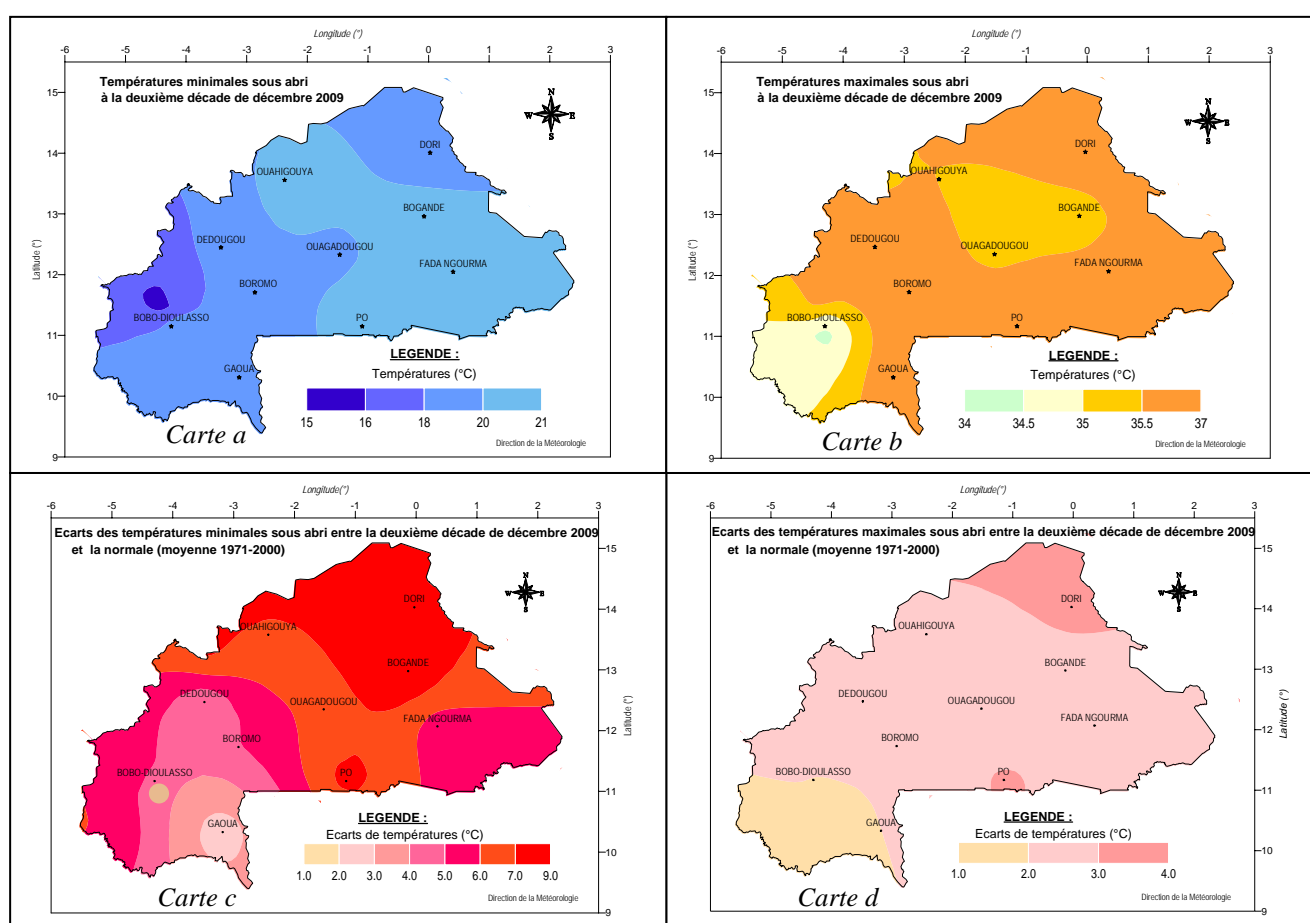 Longitude (°)
-6 -5 -4 -3 -2 -1 0 1 2 3
Températures minimales sous abri
à la deuxième décade de décembre 2009
N
W E
S
15
14
13
12
11
10
9
Latitude (°)
DORI
OUAHIGOUYA
BOGANDE
DEDOUGOU
OUAGADOUGOU
FADA NGOURMA
BOROMO
BOBO-DIOULASSO
PO
GAOUA
LEGENDE :
Températures (°C)
15 16 18 20 21
Carte a
Direction de la Météorologie
Longitude (°)
-6 -5 -4 -3 -2 -1 0 1 2 3
Températures maximales sous abri
à la deuxième décade de décembre 2009
N
W E
S
15
14
13
12
11
10
9
Latitude (°)
DORI
OUAHIGOUYA
BOGANDE
DEDOUGOU
OUAGADOUGOU
FADA NGOURMA
BOROMO
BOBO-DIOULASSO
PO
GAOUA
LEGENDE :
Températures (°C)
34 34.5 35 35.5 37
Carte b
Direction de la Météorologie
Longitude(°)
-6 -5 -4 -3 -2 -1 0 1 2 3
Ecarts des températures minimales sous abri entre la deuxième décade de décembre 2009
et la normale (moyenne 1971-2000)
N
W E
S
15
14
13
12
11
10
9
Latitude (°)
DORI
OUAHIGOUYA
BOGANDE
DEDOUGOU
OUAGADOUGOU
FADA NGOURMA
BOROMO
BOBO-DIOULASSO
PO
GAOUA
LEGENDE :
Ecarts de températures (°C)
1.0 2.0 3.0 4.0 5.0 6.0 7.0 9.0
Carte c
Direction de la Météorologie
Longitude(°)
-6 -5 -4 -3 -2 -1 0 1 2 3
Ecarts des températures maximales sous abri entre la deuxième décade de décembre 2009
et la normale (moyenne 1971-2000)
N
W E
S
15
14
13
12
11
10
9
Latitude (°)
DORI
OUAHIGOUYA
BOGANDE
DEDOUGOU
OUAGADOUGOU
FADA NGOURMA
BOROMO
BOBO-DIOULASSO
PO
GAOUA
LEGENDE :
Ecarts de températures (°C)
1.0 2.0 3.0 4.0
Carte d
Direction de la Météorologie